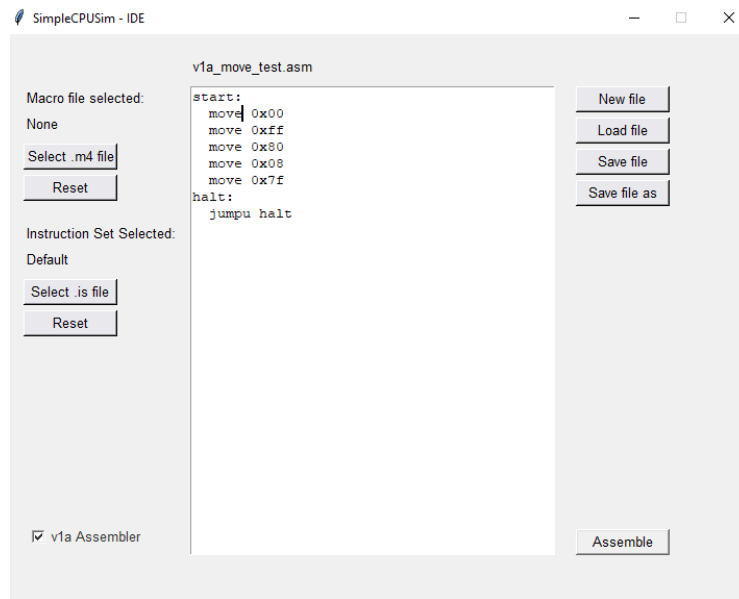 SimpleCPUSim - IDE
v1a_move_test.asm
Macro file selected:
None
Select .m4 file
Reset
Instruction Set Selected:
Default
Select .is file
Reset
v1a Assembler
start:
  move 0x00
  move 0xff
  move 0x80
  move 0x08
  move 0x7f
halt:
  jumpu halt
New file
Load file
Save file
Save file as
Assemble